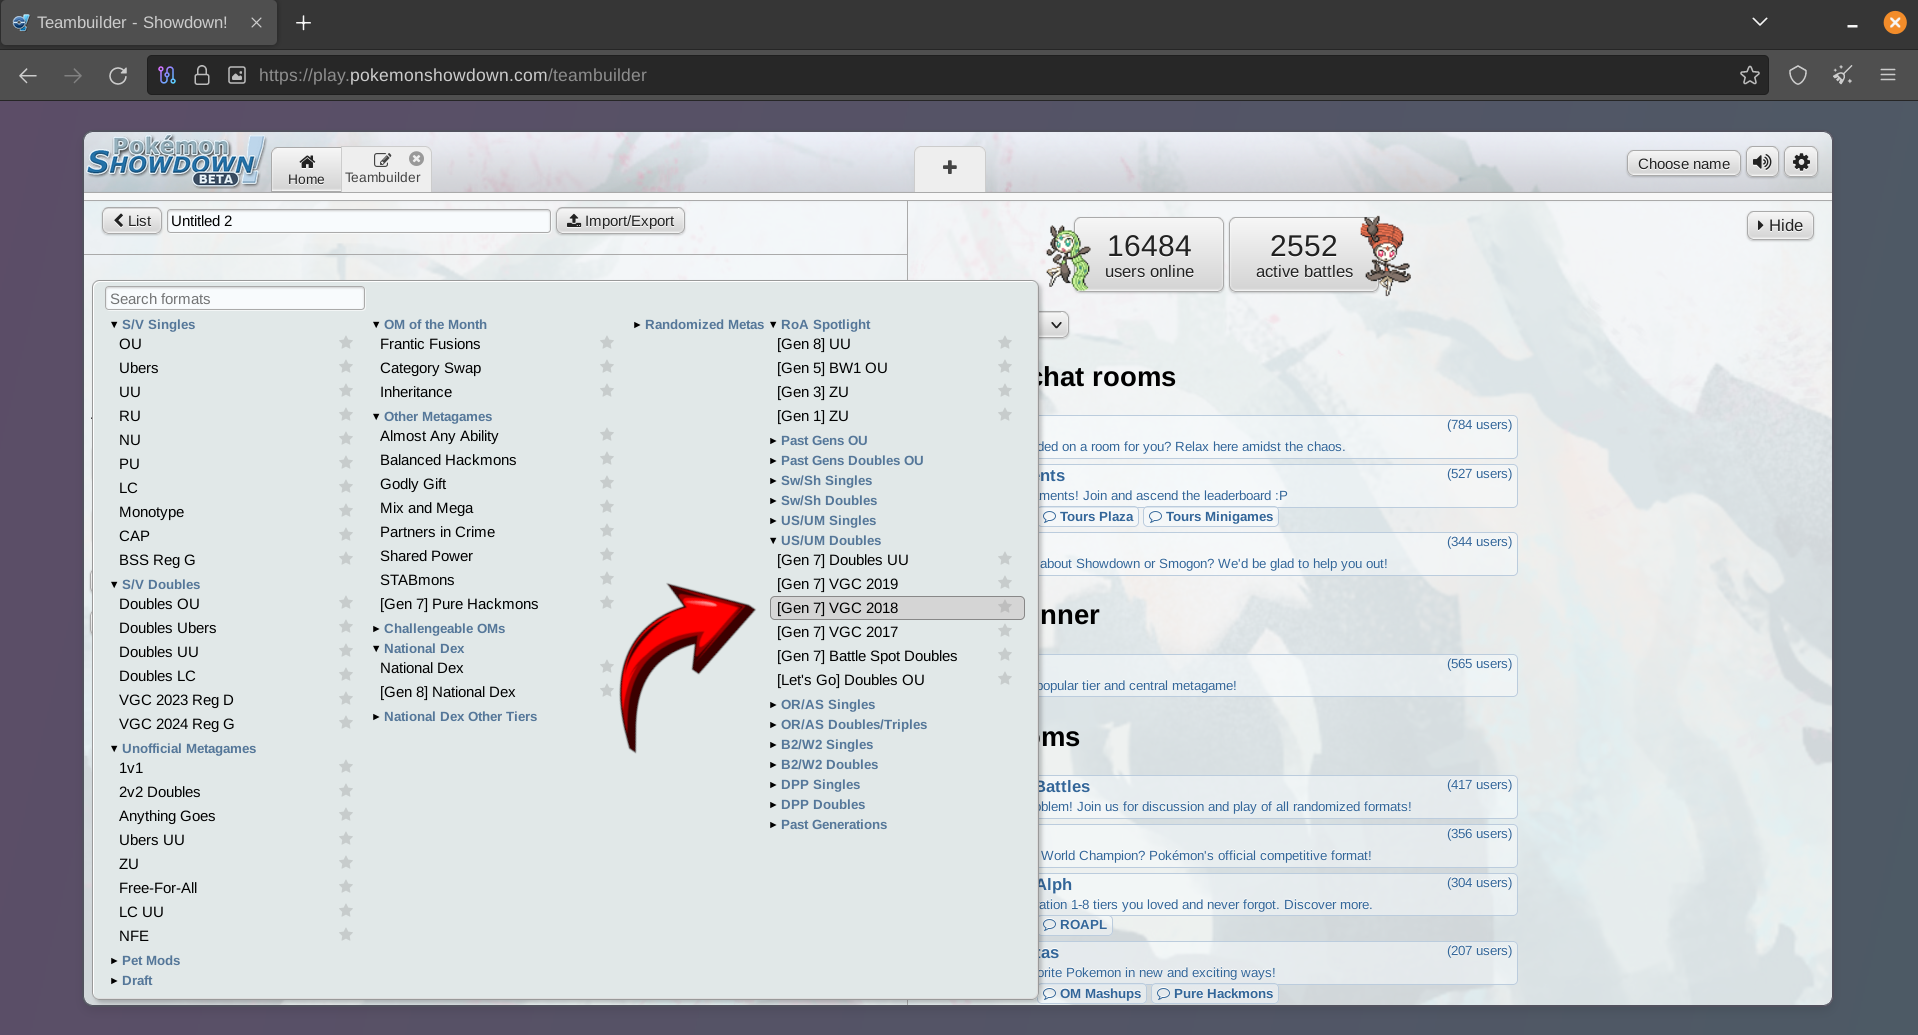 Teambuilder - Showdown!
https://play.pokemonshowdown.com/teambuilder
Pokémon
SHOWDOWN!
BETA
Home
Teambuilder
Choose name
List
Untitled 2
Import/Export
16484
users online
2552
active battles
Hide
Search formats
S/V Singles
OU
Ubers
UU
RU
NU
PU
LC
Monotype
CAP
BSS Reg G
S/V Doubles
Doubles OU
Doubles Ubers
Doubles UU
Doubles LC
VGC 2023 Reg D
VGC 2024 Reg G
Unofficial Metagames
1v1
2v2 Doubles
Anything Goes
Ubers UU
ZU
Free-For-All
LC UU
NFE
Pet Mods
Draft
OM of the Month
Frantic Fusions
Category Swap
Inheritance
Other Metagames
Almost Any Ability
Balanced Hackmons
Godly Gift
Mix and Mega
Partners in Crime
Shared Power
STABmons
[Gen 7] Pure Hackmons
Challengeable OMs
National Dex
National Dex
[Gen 8] National Dex
National Dex Other Tiers
Randomized Metas
RoA Spotlight
[Gen 8] UU
[Gen 5] BW1 OU
[Gen 3] ZU
[Gen 1] ZU
Past Gens OU
Past Gens Doubles OU
Sw/Sh Singles
Sw/Sh Doubles
US/UM Singles
US/UM Doubles
[Gen 7] Doubles UU
[Gen 7] VGC 2019
[Gen 7] VGC 2018
[Gen 7] VGC 2017
[Gen 7] Battle Spot Doubles
[Let's Go] Doubles OU
OR/AS Singles
OR/AS Doubles/Triples
B2/W2 Singles
B2/W2 Doubles
DPP Singles
DPP Doubles
Past Generations
chat rooms
(784 users)
ded on a room for you? Relax here amidst the chaos.
nts
(527 users)
ments! Join and ascend the leaderboard :P
Tours Plaza
Tours Minigames
(344 users)
about Showdown or Smogon? We'd be glad to help you out!
nner
(565 users)
popular tier and central metagame!
ms
Battles
(417 users)
oblem! Join us for discussion and play of all randomized formats!
(356 users)
World Champion? Pokémon's official competitive format!
Alph
(304 users)
ation 1-8 tiers you loved and never forgot. Discover more.
ROAPL
tas
(207 users)
orite Pokemon in new and exciting ways!
OM Mashups
Pure Hackmons